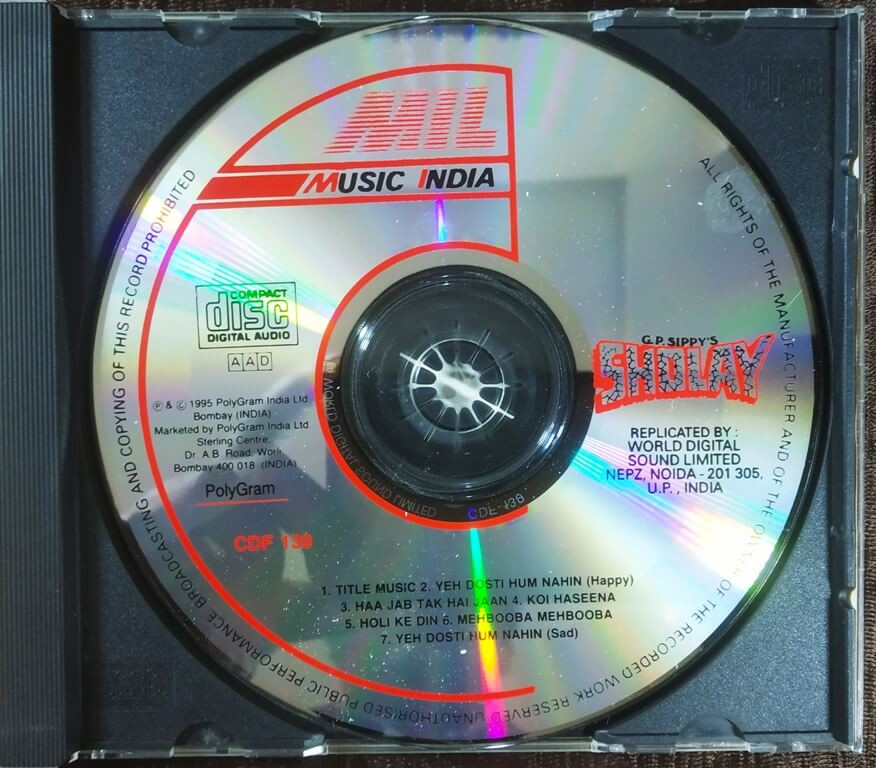 MIL
MUSIC INDIA
COMPACT
disc
DIGITAL AUDIO
AAD
℗ & © 1995 PolyGram India Ltd
Bombay (INDIA)
Marketed by PolyGram India Ltd
Sterling Centre,
Dr A.B. Road, Worli,
Bombay 400 018 (INDIA)
PolyGram
CDF 139
G.P. SIPPY'S
SHOLAY
REPLICATED BY :
WORLD DIGITAL
SOUND LIMITED
NEPZ, NOIDA - 201 305.
U.P., INDIA
1. TITLE MUSIC 2. YEH DOSTI HUM NAHIN (Happy)
3. HAA JAB TAK HAI JAAN 4. KOI HASEENA
5. HOLI KE DIN 6. MEHBOOBA MEHBOOBA
7. YEH DOSTI HUM NAHIN (Sad)
ALL RIGHTS OF THE MANUFACTURER AND OF THE OWNER OF THE RECORDED WORK RESERVED UNAUTHORISED PUBLIC PERFORMANCE BROADCASTING AND COPYING OF THIS RECORD PROHIBITED
WORLD DIGITAL SOUND LIMITED CDF-139